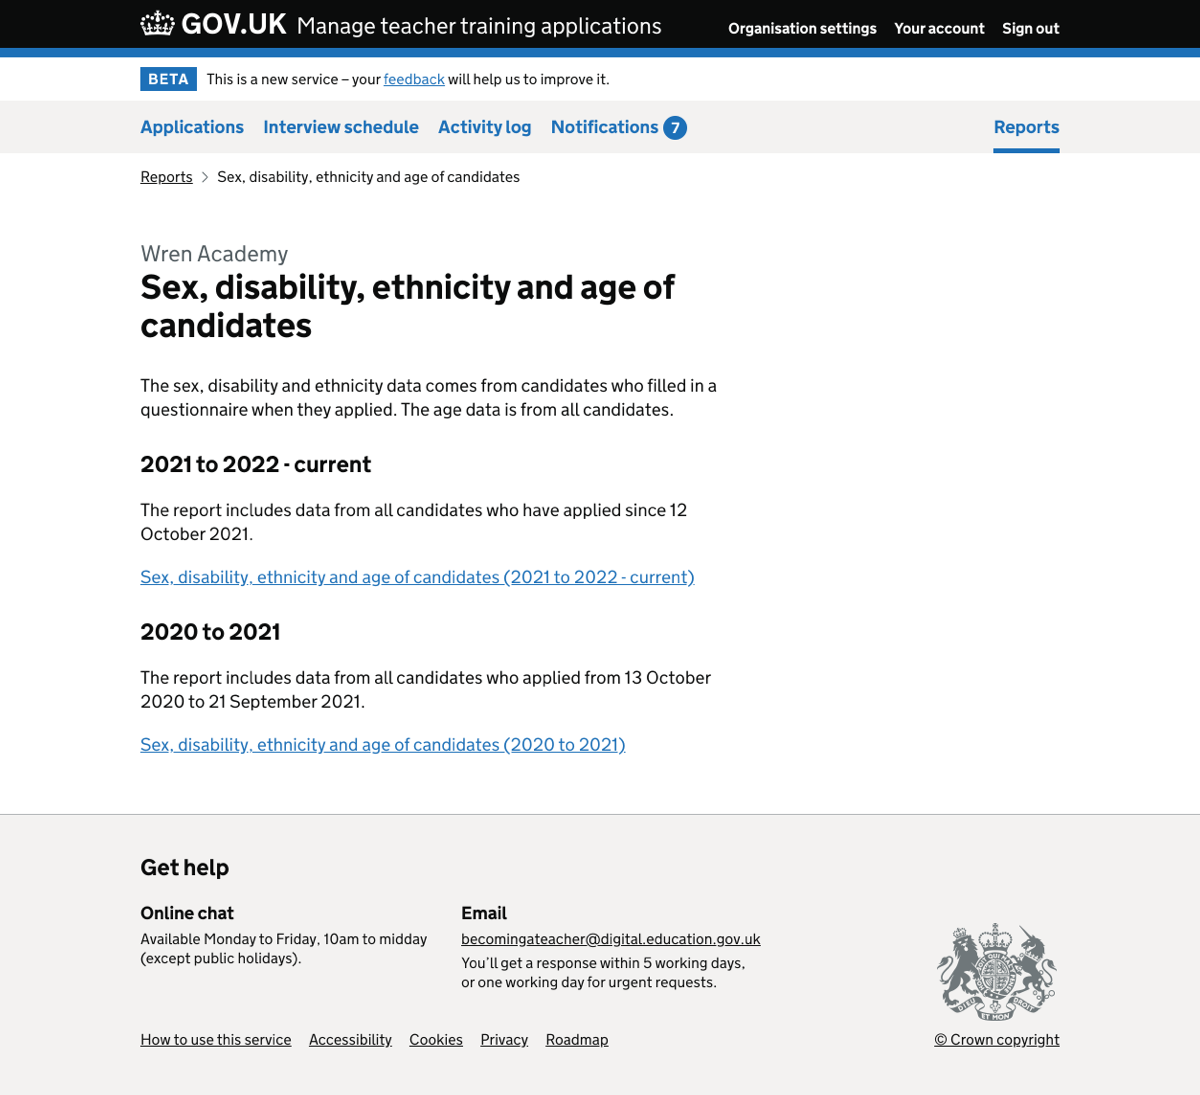 GOV.UK Manage teacher training applications
Organisation settings Your account Sign out
BETA This is a new service – your feedback will help us to improve it.
Applications Interview schedule Activity log Notifications 7 Reports
Reports Sex, disability, ethnicity and age of candidates
Wren Academy
Sex, disability, ethnicity and age of
candidates
The sex, disability and ethnicity data comes from candidates who filled in a
questionnaire when they applied. The age data is from all candidates.
2021 to 2022 - current
The report includes data from all candidates who have applied since 12
October 2021.
Sex, disability, ethnicity and age of candidates (2021 to 2022 - current)
2020 to 2021
The report includes data from all candidates who applied from 13 October
2020 to 21 September 2021.
Sex, disability, ethnicity and age of candidates (2020 to 2021)
Get help
Online chat
Available Monday to Friday, 10am to midday
(except public holidays).
Email
becomingateacher@digital.education.gov.uk
You’ll get a response within 5 working days,
or one working day for urgent requests.
DIEU ET MON DROIT
How to use this service Accessibility Cookies Privacy Roadmap
© Crown copyright